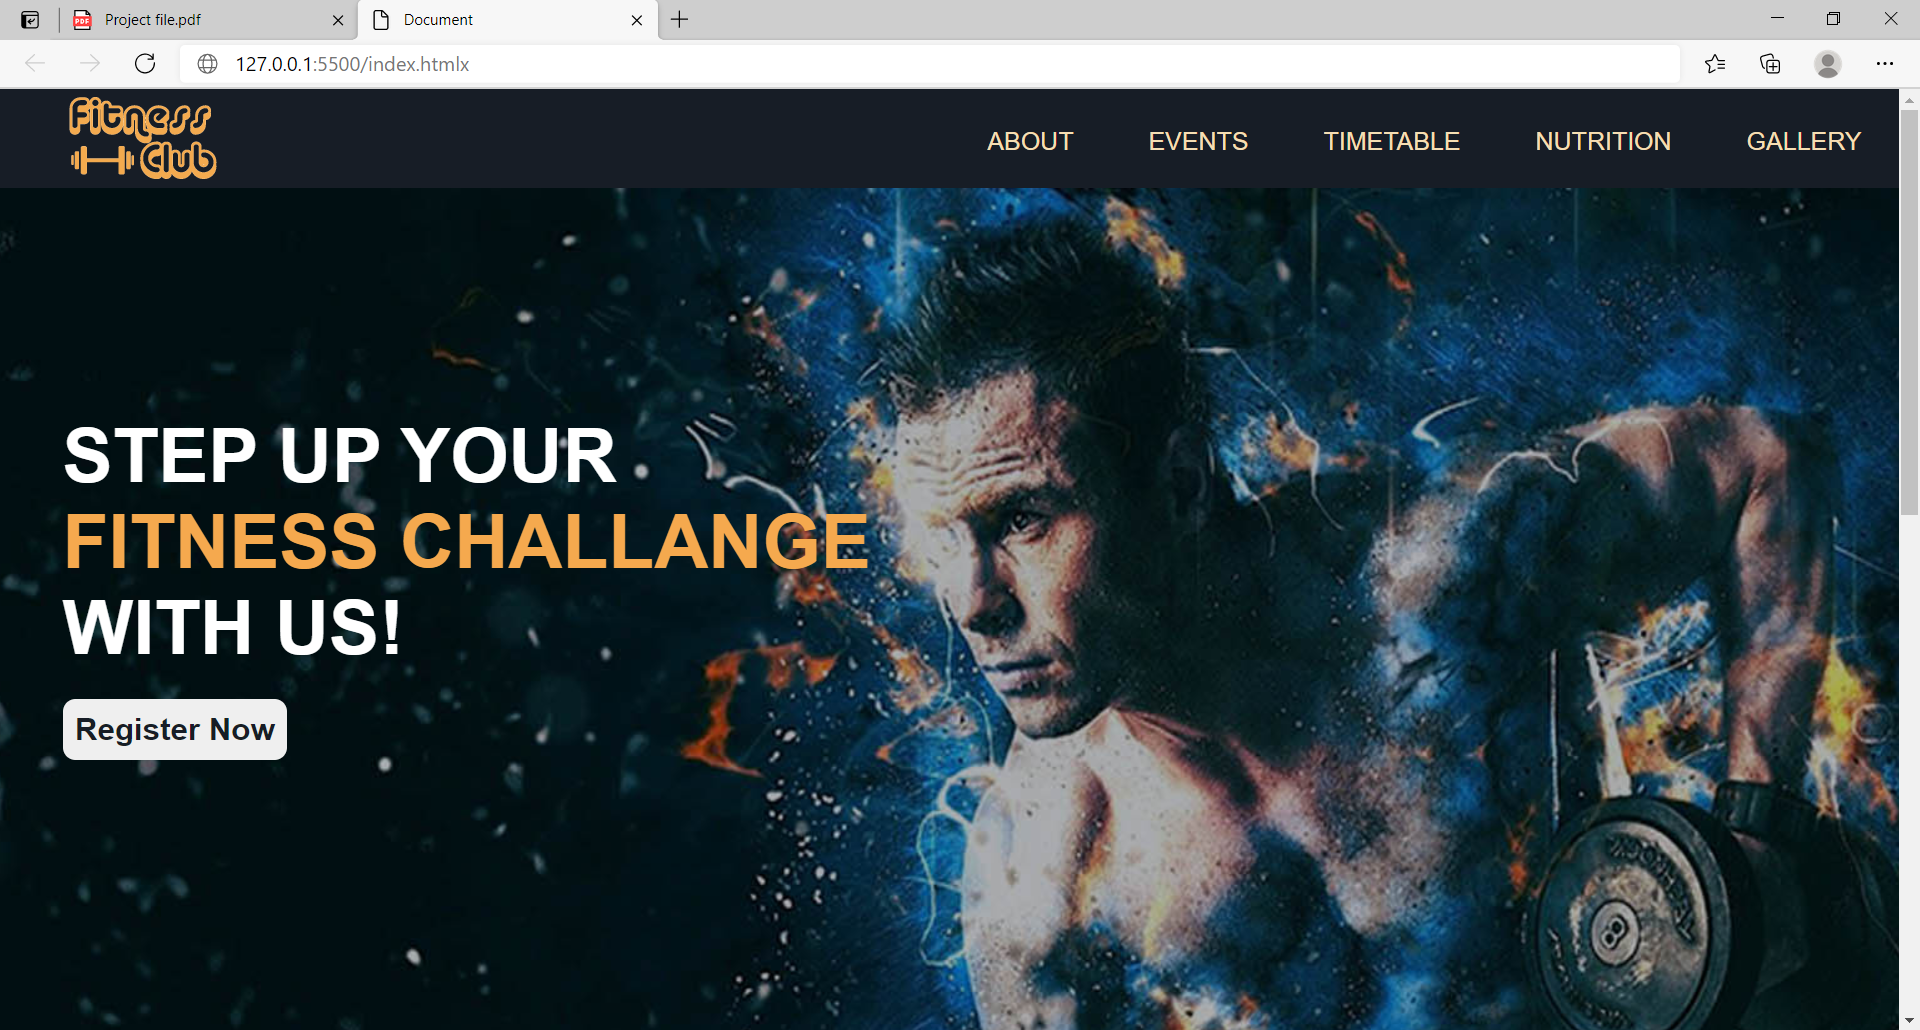 Project file.pdf
Document
127.0.0.1:5500/index.htmlx
Fitness
Club
ABOUT
EVENTS
TIMETABLE
NUTRITION
GALLERY
STEP UP YOUR
FITNESS CHALLANGE
WITH US!
Register Now
8